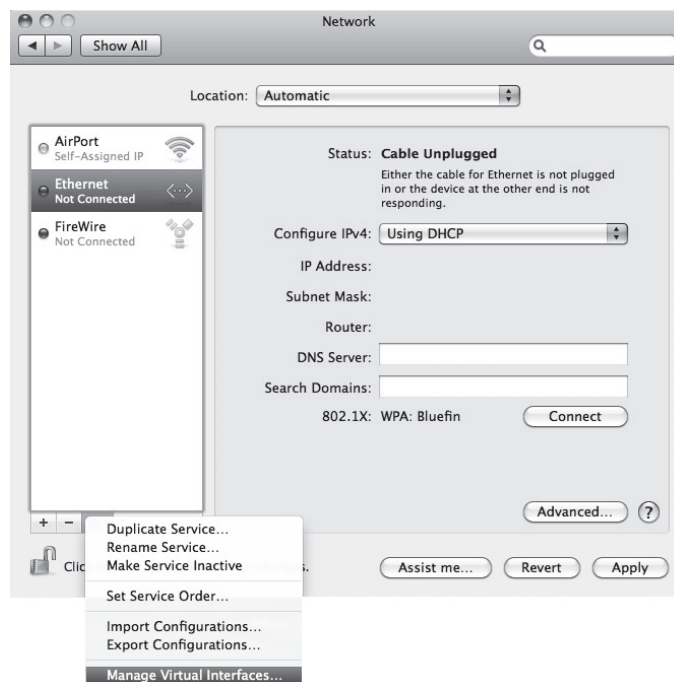 Network
Show All
Location: Automatic
AirPort
Self-Assigned IP
Ethernet
Not Connected
FireWire
Not Connected
Status: Cable Unplugged
Either the cable for Ethernet is not plugged
in or the device at the other end is not
responding.
Configure IPv4: Using DHCP
IP Address:
Subnet Mask:
Router:
DNS Server:
Search Domains:
802.1X: WPA: Bluefin Connect
Advanced... ?
+ −
Duplicate Service...
Rename Service...
Make Service Inactive
Set Service Order...
Import Configurations...
Export Configurations...
Manage Virtual Interfaces...
Assist me... Revert Apply